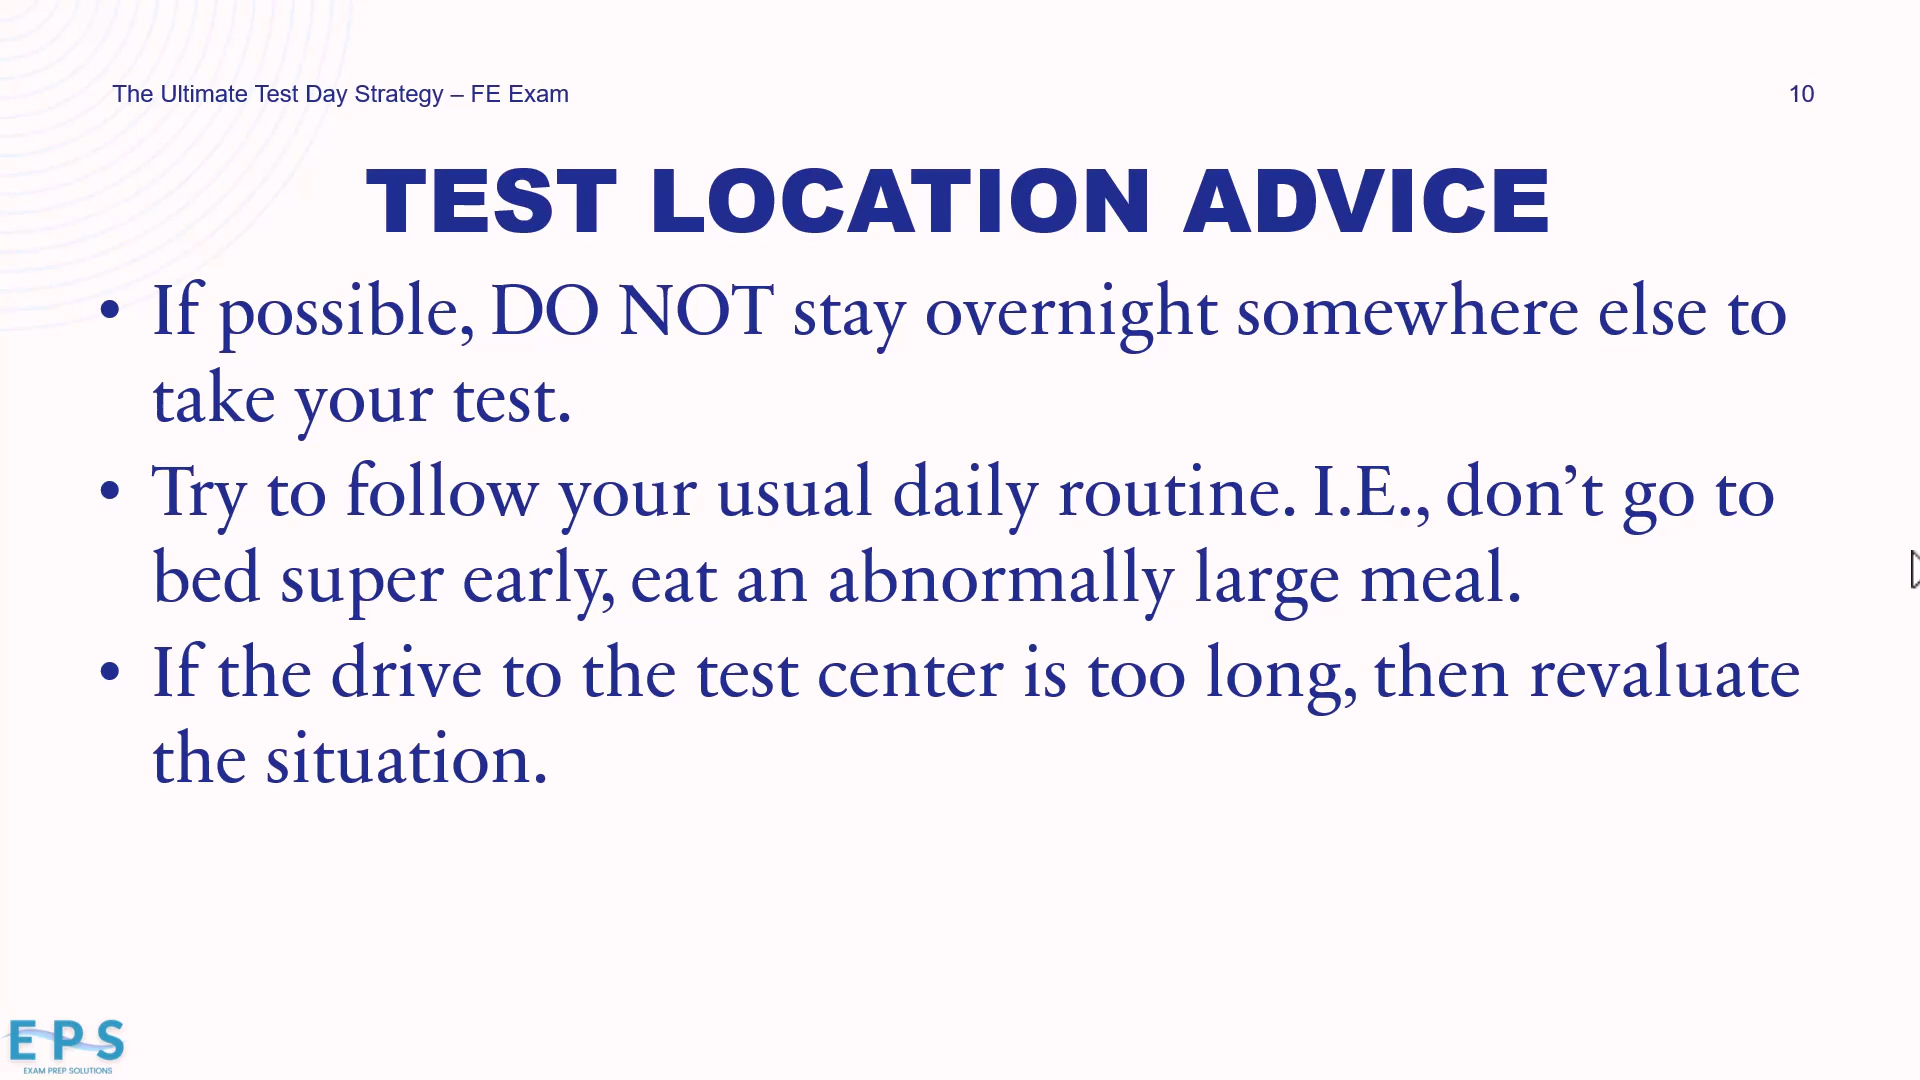 The Ultimate Test Day Strategy – FE Exam
10
TEST LOCATION ADVICE
• If possible, DO NOT stay overnight somewhere else to
take your test.
• Try to follow your usual daily routine. I.E., don’t go to
bed super early, eat an abnormally large meal.
• If the drive to the test center is too long, then revaluate
the situation.
EPS
EXAM PREP SOLUTIONS